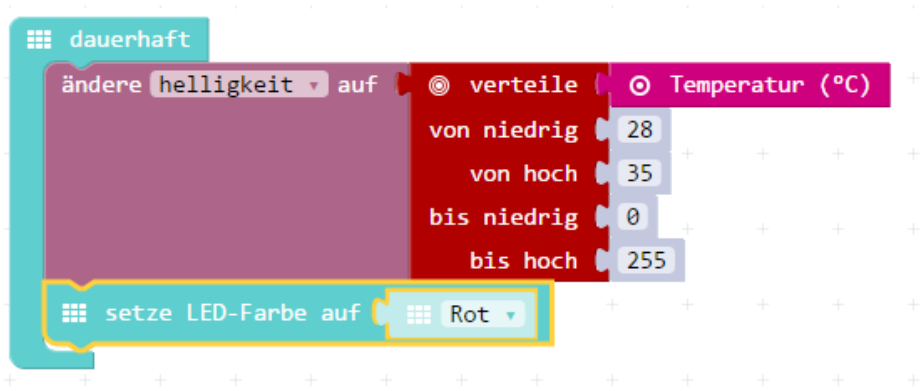 dauerhaft
ändere helligkeit auf verteile Temperatur (°C)
von niedrig 28
von hoch 35
bis niedrig 0
bis hoch 255
setze LED-Farbe auf Rot